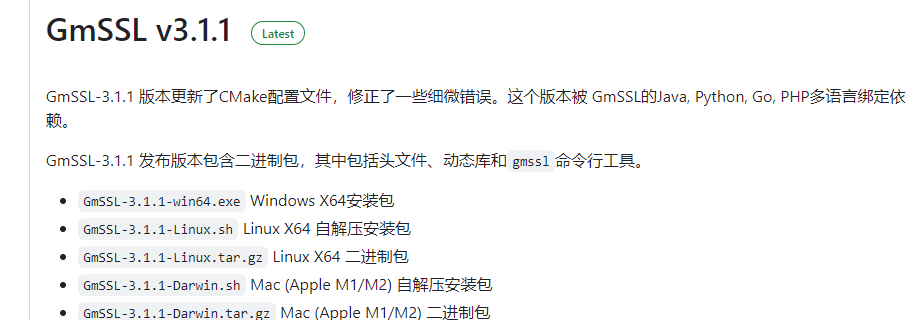 GmSSL v3.1.1 Latest
GmSSL-3.1.1 版本更新了CMake配置文件，修正了一些细微错误。这个版本被 GmSSL的Java, Python, Go, PHP多语言绑定依
赖。
GmSSL-3.1.1 发布版本包含二进制包，其中包括头文件、动态库和 gmssl 命令行工具。
GmSSL-3.1.1-win64.exe Windows X64安装包
GmSSL-3.1.1-Linux.sh Linux X64 自解压安装包
GmSSL-3.1.1-Linux.tar.gz Linux X64 二进制包
GmSSL-3.1.1-Darwin.sh Mac (Apple M1/M2) 自解压安装包
GmSSL-3.1.1-Darwin.tar.gz Mac (Apple M1/M2) 二进制包